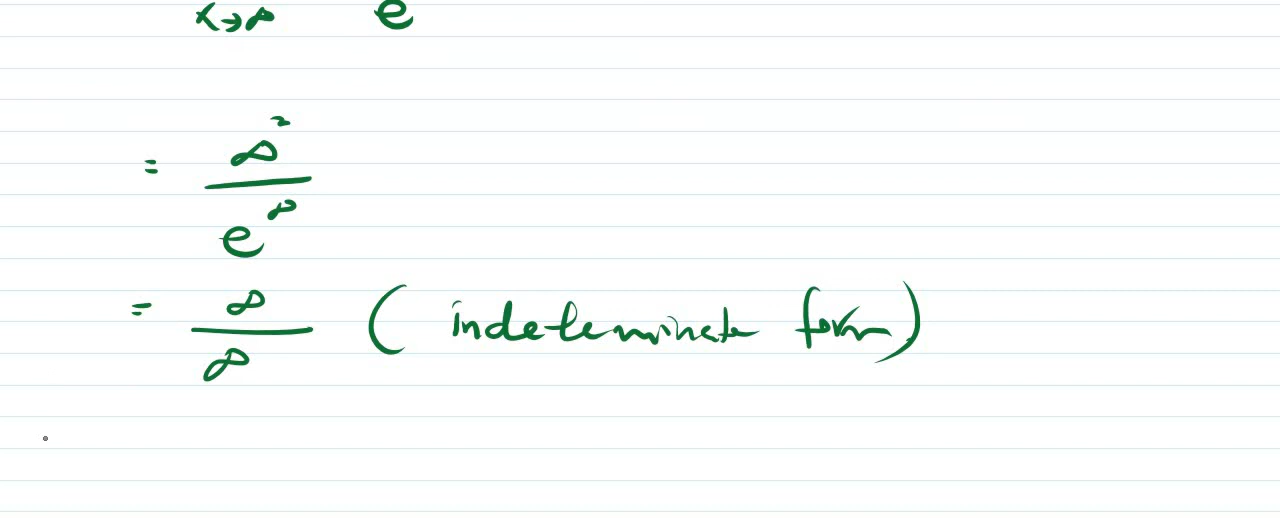 x→∞ e
= ∞²
e^∞
= ∞ ( indeterminate form)
∞